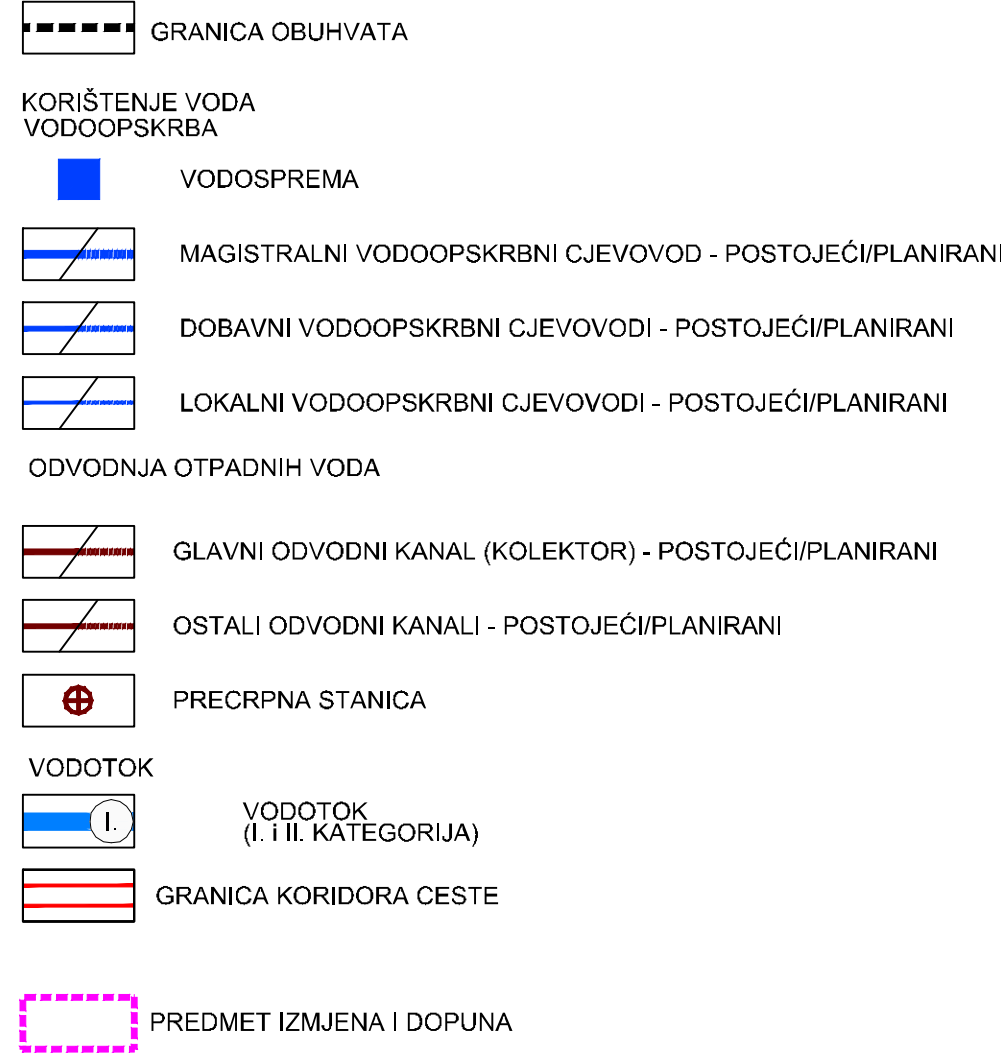 GRANICA OBUHVATA
KORIŠTENJE VODA
VODOOPSKRBA
VODOSPREMA
MAGISTRALNI VODOOPSKRBNI CJEVOVOD - POSTOJEĆI/PLANIRANI
DOBAVNI VODOOPSKRBNI CJEVOVODI - POSTOJEĆI/PLANIRANI
LOKALNI VODOOPSKRBNI CJEVOVODI - POSTOJEĆI/PLANIRANI
ODVODNJA OTPADNIH VODA
GLAVNI ODVODNI KANAL (KOLEKTOR) - POSTOJEĆI/PLANIRANI
OSTALI ODVODNI KANALI - POSTOJEĆI/PLANIRANI
PRECRPNA STANICA
VODOTOK
I.
VODOTOK
(I. i II. KATEGORIJA)
GRANICA KORIDORA CESTE
PREDMET IZMJENA I DOPUNA